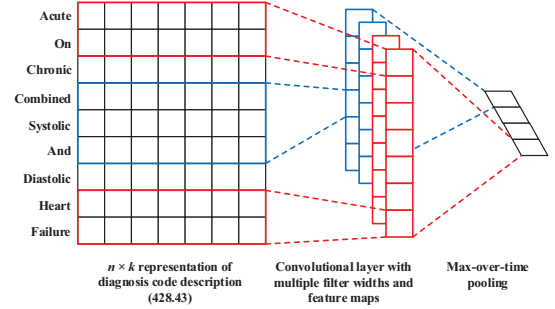 Acute
On
Chronic
Combined
Systolic
And
Diastolic
Heart
Failure
n × k representation of
diagnosis code description
(428.43)
Convolutional layer with
multiple filter widths and
feature maps
Max-over-time
pooling